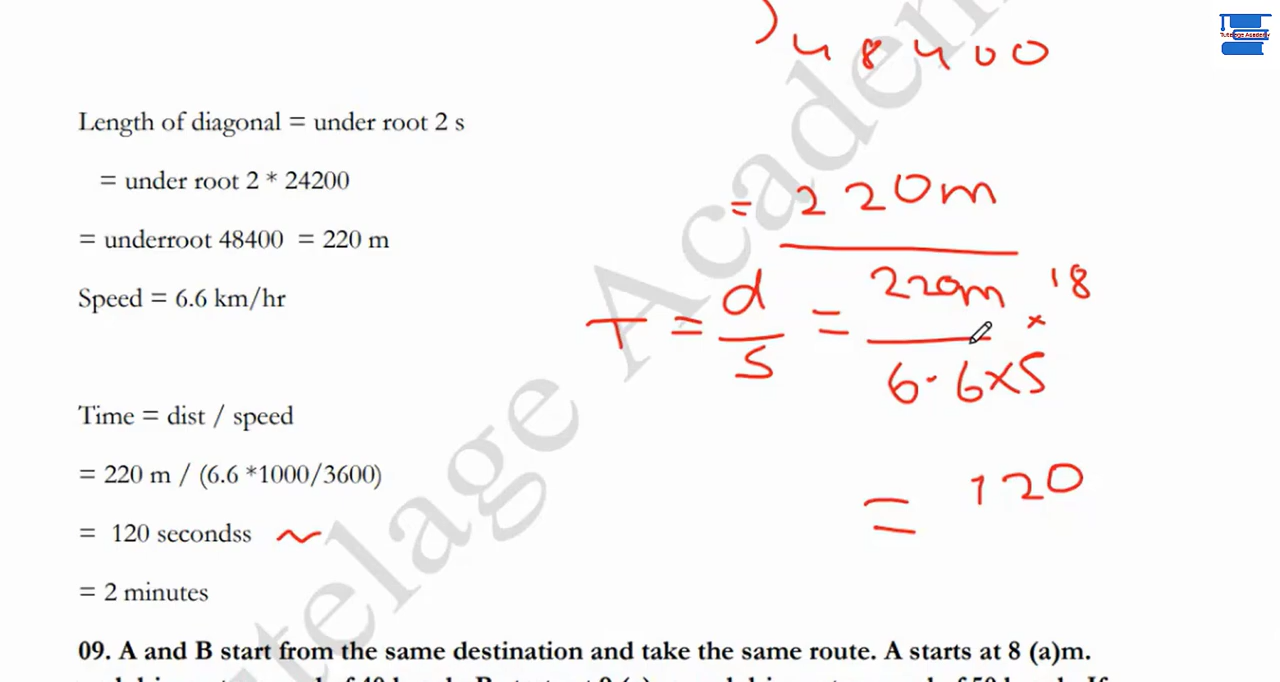 ) 48400
Tutelage Academy
Length of diagonal = under root 2 s
= under root 2 * 24200
= 220m
= underroot 48400 = 220 m
Speed = 6.6 km/hr
T = d/s = 220m/6.6×5 × 18
Time = dist / speed
= 220 m / (6.6 *1000/3600)
= 120
= 120 secondss ~
= 2 minutes
09. A and B start from the same destination and take the same route. A starts at 8 (a)m.